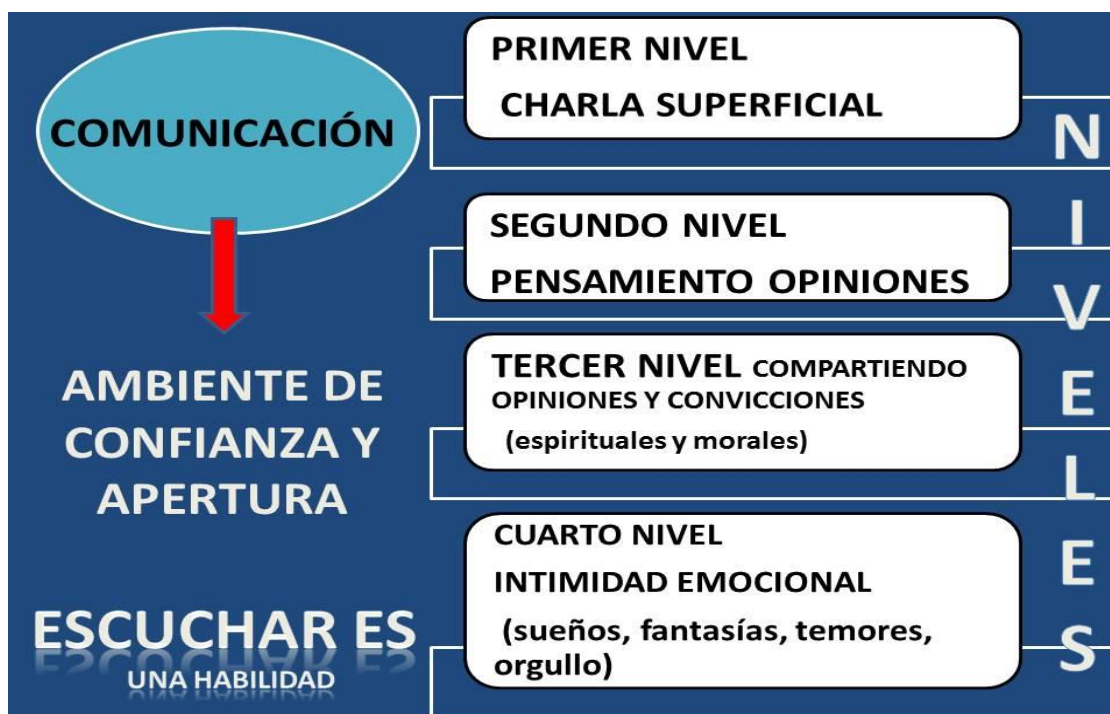 COMUNICACIÓN
AMBIENTE DE
CONFIANZA Y
APERTURA
ESCUCHAR ES
UNA HABILIDAD
PRIMER NIVEL
CHARLA SUPERFICIAL
SEGUNDO NIVEL
PENSAMIENTO OPINIONES
TERCER NIVEL COMPARTIENDO
OPINIONES Y CONVICCIONES
(espirituales y morales)
CUARTO NIVEL
INTIMIDAD EMOCIONAL
(sueños, fantasías, temores,
orgullo)
NIVELES